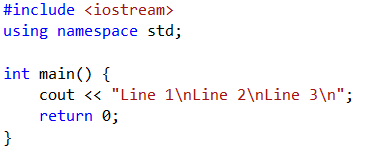 #include <iostream>
using namespace std;

int main() {
    cout << "Line 1\nLine 2\nLine 3\n";
    return 0;
}